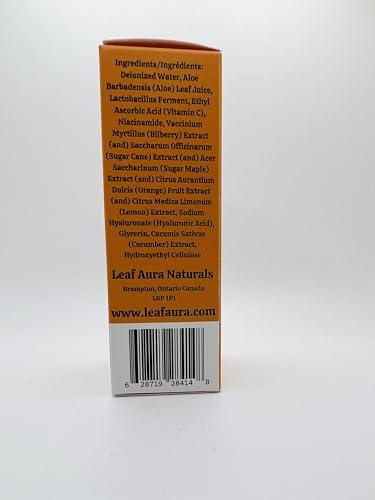 Ingredients/Ingrédients:
Deionized Water, Aloe
Barbadensis (Aloe) Leaf Juice,
Lactobacillus Ferment, Ethyl
Ascorbic Acid (Vitamin C),
Niacinamide, Vaccinium
Myrtillus (Bilberry) Extract
(and) Saccharum Officinarum
(Sugar Cane) Extract (and) Acer
Saccharinum (Sugar Maple)
Extract (and) Citrus Aurantium
Dulcis (Orange) Fruit Extract
(and) Citrus Medica Limonum
(Lemon) Extract, Sodium
Hyaluronate (Hyaluronic Acid),
Glycerin, Cucumis Sativus
(Cucumber) Extract,
Hydroxyethyl Cellulose
Leaf Aura Naturals
Brampton, Ontario Canada
L6P 1P1
www.leafaura.com
6 28719 28414 8